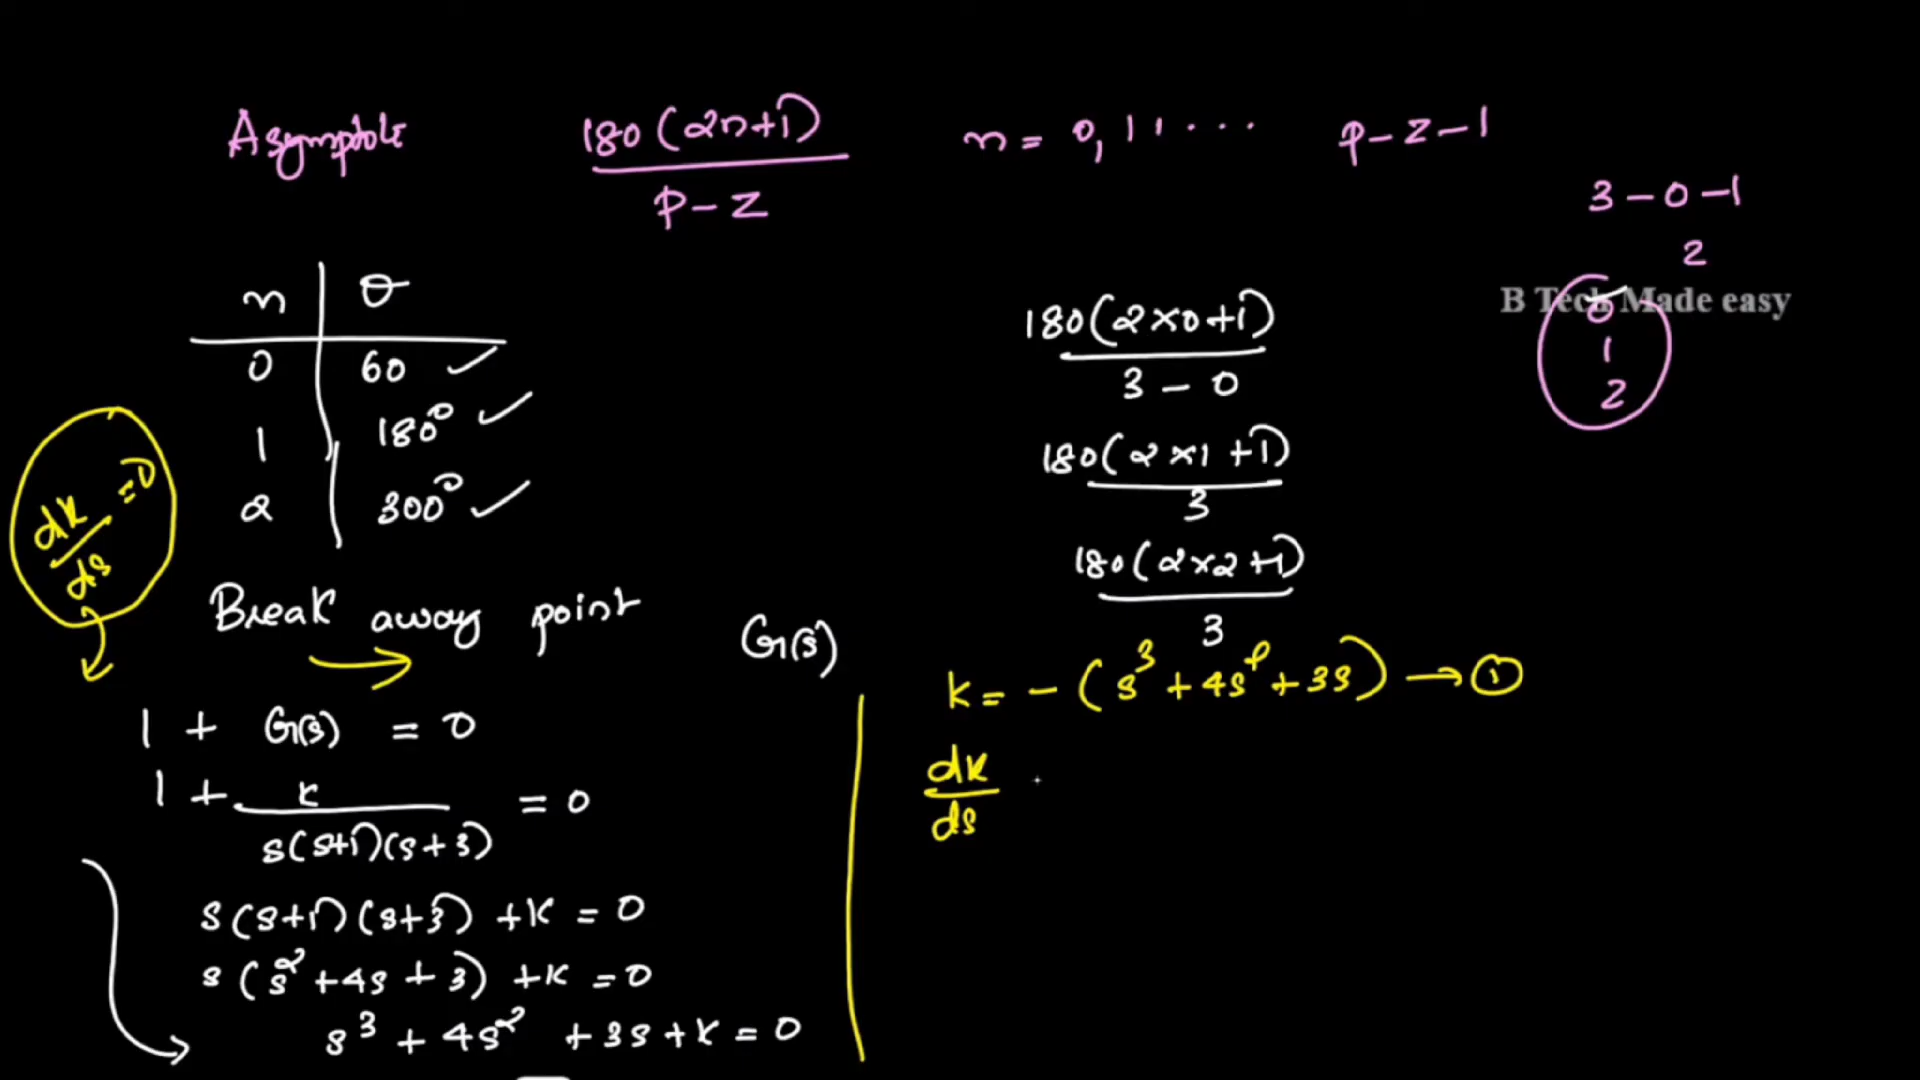 Asymptote 180(2n+1) / P-Z n = 0, 1, ... P-Z-1
3-0-1
2
B Tech Made easy
0
1
2
n | θ
0 | 60 ✓
1 | 180° ✓
2 | 300° ✓
180(2×0+1) / 3-0
180(2×1+1) / 3
180(2×2+1) / 3
dk/ds = 0
Break away point
G(s)
1 + G(s) = 0
1 + K / s(s+1)(s+3) = 0
s(s+1)(s+3) + K = 0
s(s² + 4s + 3) + K = 0
s³ + 4s² + 3s + K = 0
K = -(s³ + 4s² + 3s) → ①
dK/ds